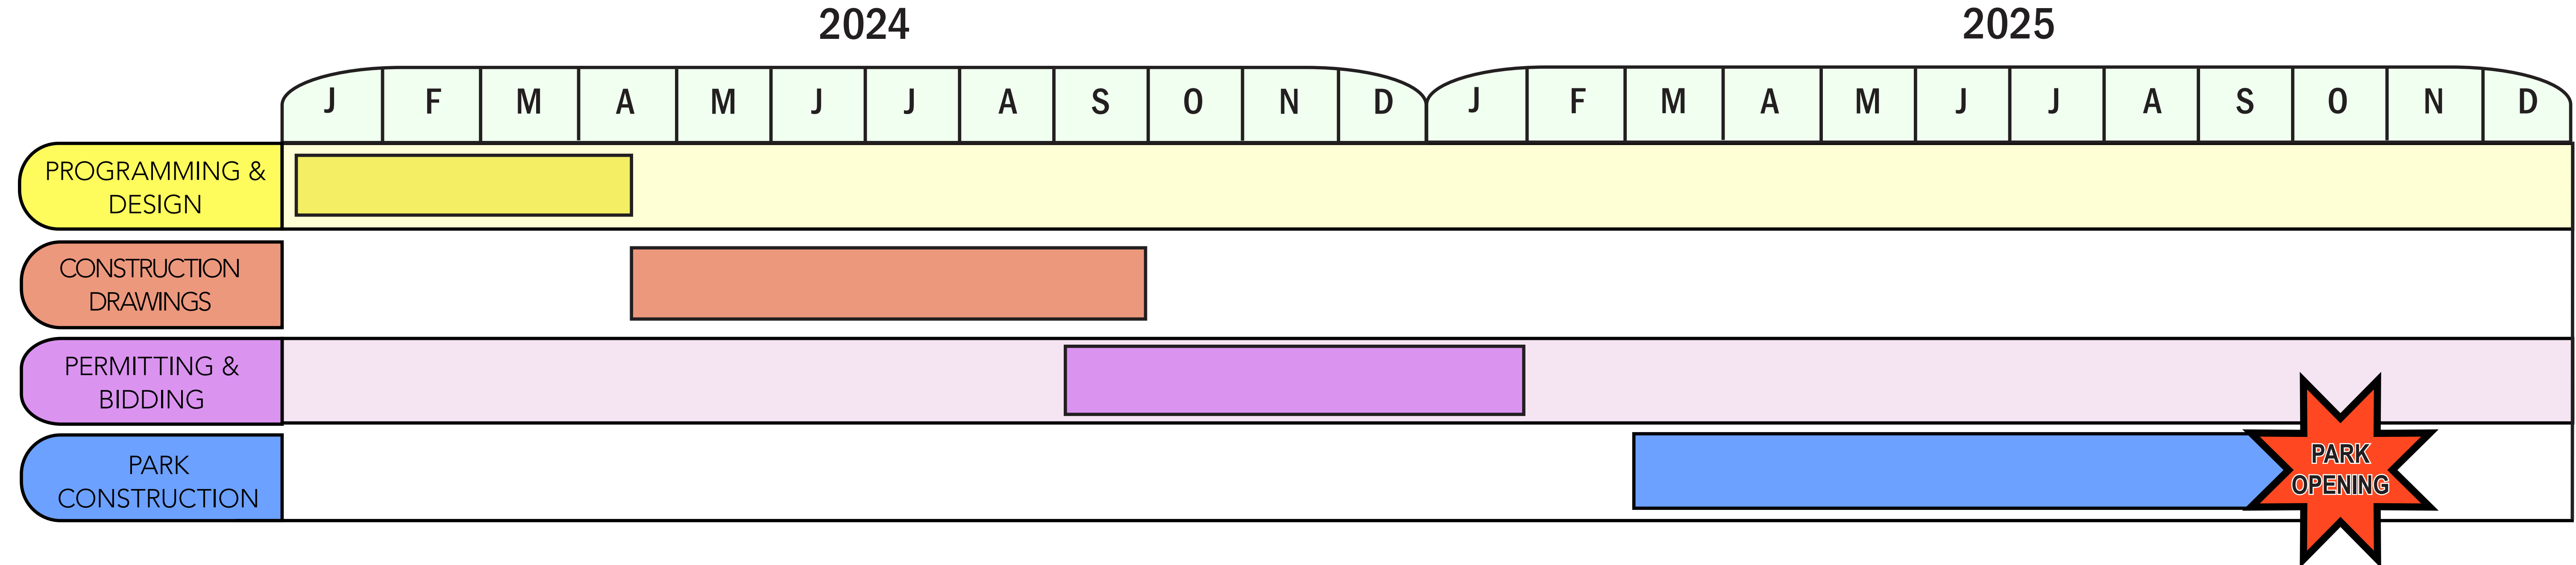 2024 2025
J F M A M J J A S O N D J F M A M J J A S O N D
PROGRAMMING &
DESIGN
CONSTRUCTION
DRAWINGS
PERMITTING &
BIDDING
PARK
CONSTRUCTION
PARK
OPENING